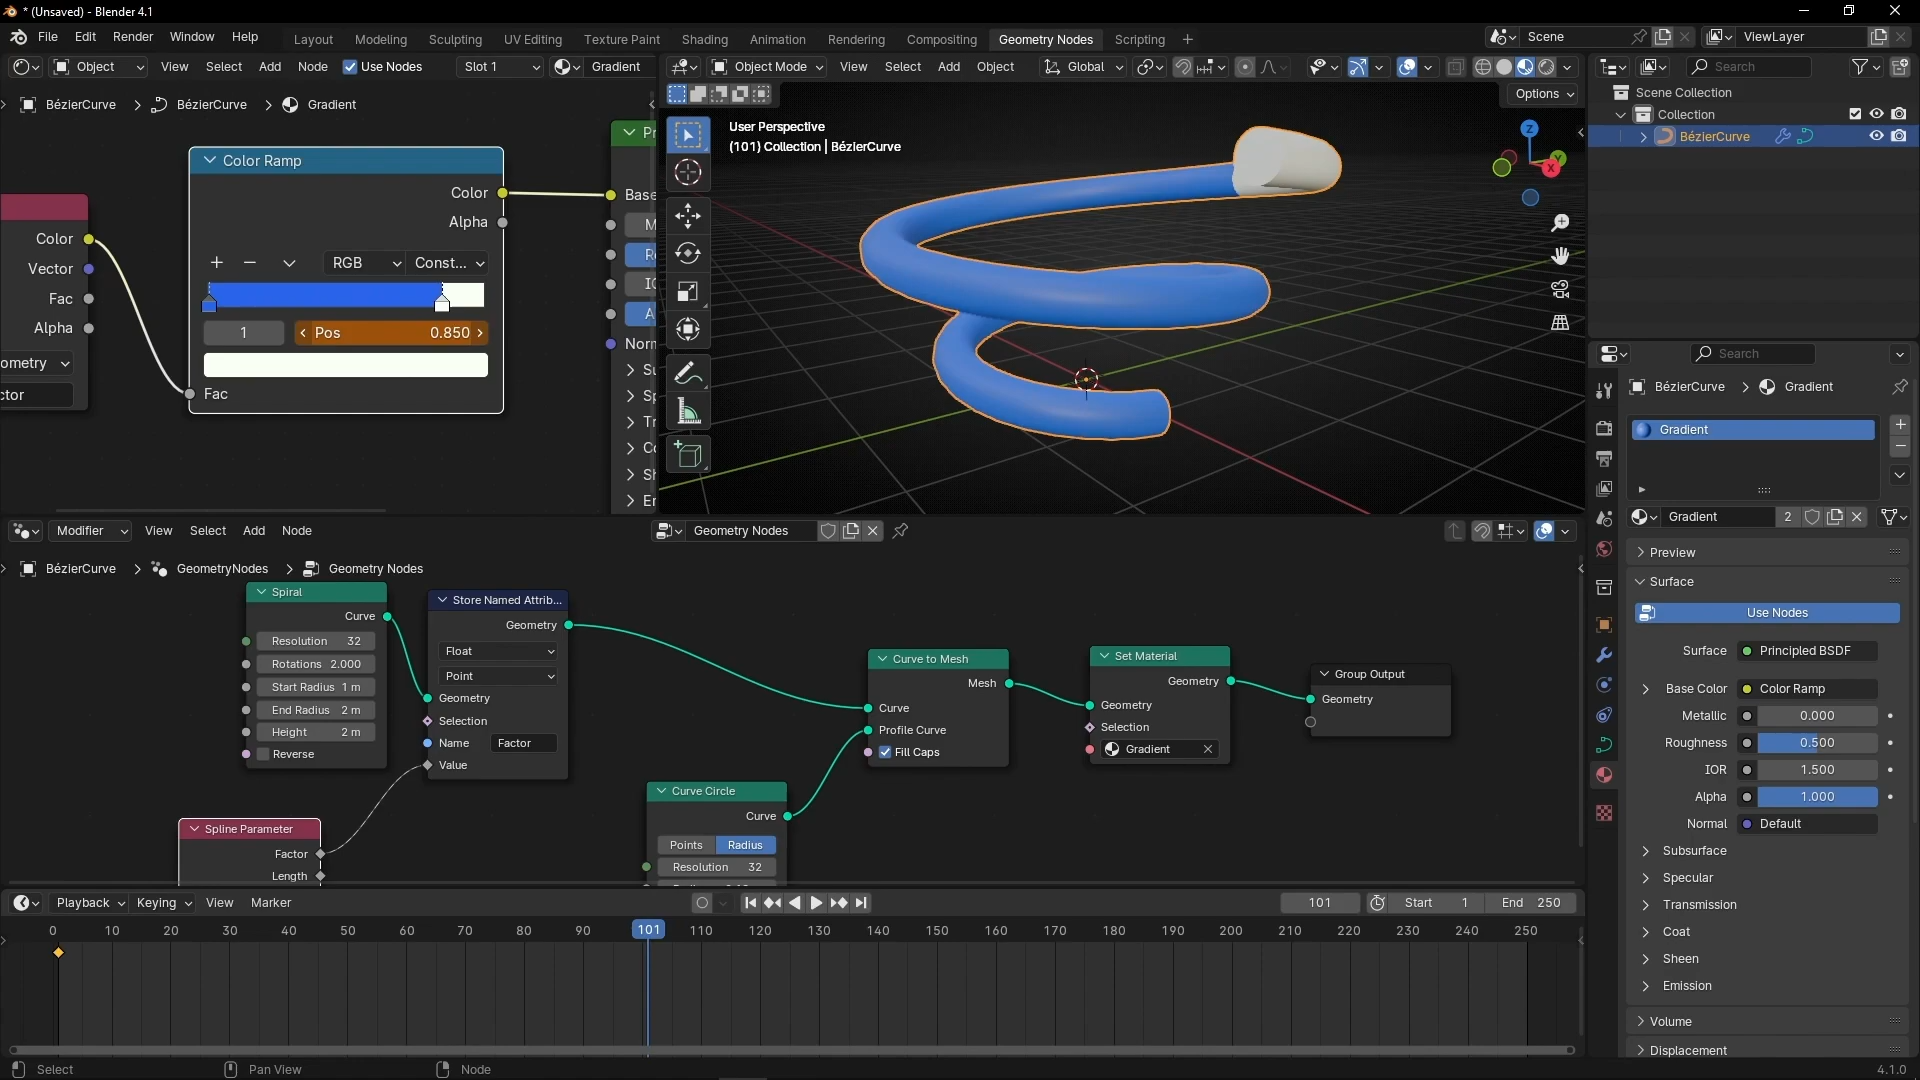 * (Unsaved) - Blender 4.1
File Edit Render Window Help
Layout Modeling Sculpting UV Editing Texture Paint Shading Animation Rendering Compositing Geometry Nodes Scripting +
Scene
ViewLayer
Object View Select Add Node Use Nodes Slot 1 Gradient
BézierCurve > BézierCurve > Gradient
Color Ramp
Color
Alpha
RGB Const...
1 Pos 0.850
Fac
Color
Vector
Fac
Alpha
ometry
ctor
Base
Object Mode View Select Add Object Global
Options
User Perspective
(101) Collection | BézierCurve
Z
Y
X
Search
Scene Collection
Collection
BézierCurve
Modifier View Select Add Node
Geometry Nodes
BézierCurve > GeometryNodes > Geometry Nodes
Spiral
Curve
Resolution 32
Rotations 2.000
Start Radius 1 m
End Radius 2 m
Height 2 m
Reverse
Store Named Attrib...
Geometry
Float
Point
Geometry
Selection
Name Factor
Value
Spline Parameter
Factor
Length
Curve Circle
Curve
Points Radius
Resolution 32
Curve to Mesh
Mesh
Curve
Profile Curve
Fill Caps
Set Material
Geometry
Geometry
Selection
Gradient
Group Output
Geometry
Search
BézierCurve > Gradient
Gradient
Gradient 2
Preview
Surface
Use Nodes
Surface Principled BSDF
Base Color Color Ramp
Metallic 0.000
Roughness 0.500
IOR 1.500
Alpha 1.000
Normal Default
Subsurface
Specular
Transmission
Coat
Sheen
Emission
Volume
Displacement
Playback Keying View Marker
101 Start 1 End 250
0 10 20 30 40 50 60 70 80 90 101 110 120 130 140 150 160 170 180 190 200 210 220 230 240 250
Select Pan View Node
4.1.0